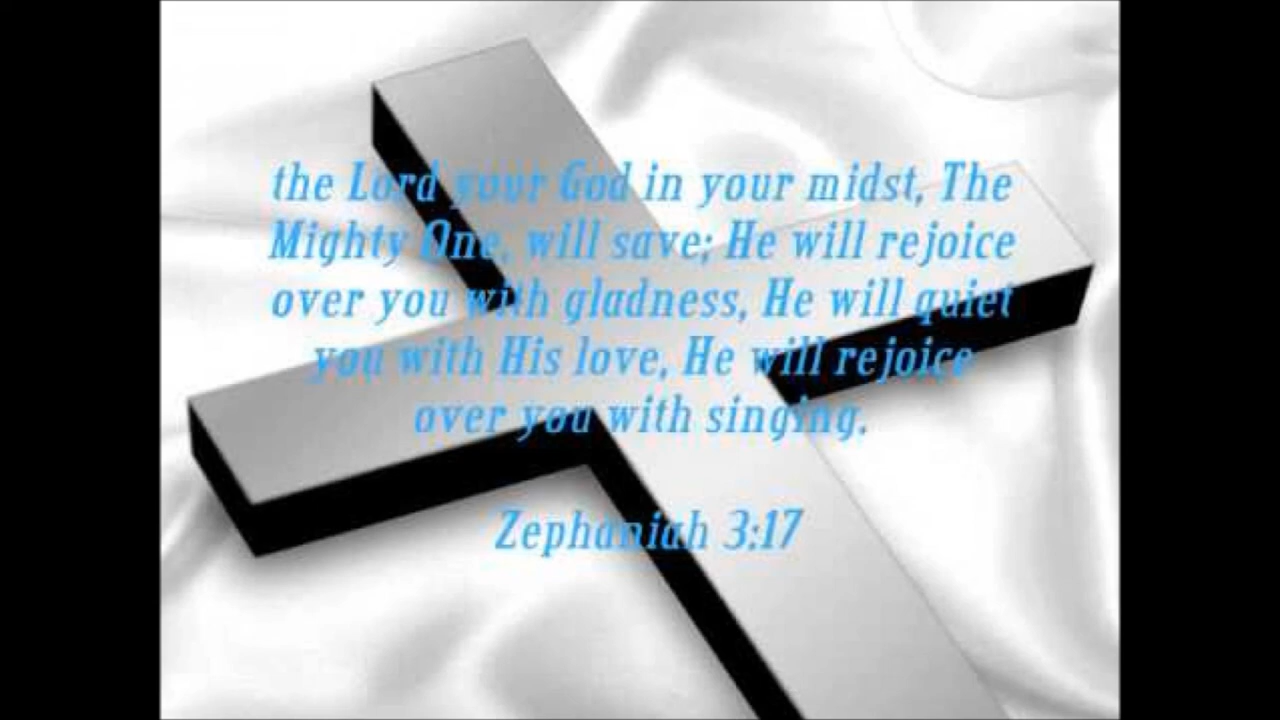 the Lord your God in your midst, The
Mighty One, will save; He will rejoice
over you with gladness, He will quiet
you with His love, He will rejoice
over you with singing.
Zephaniah 3:17